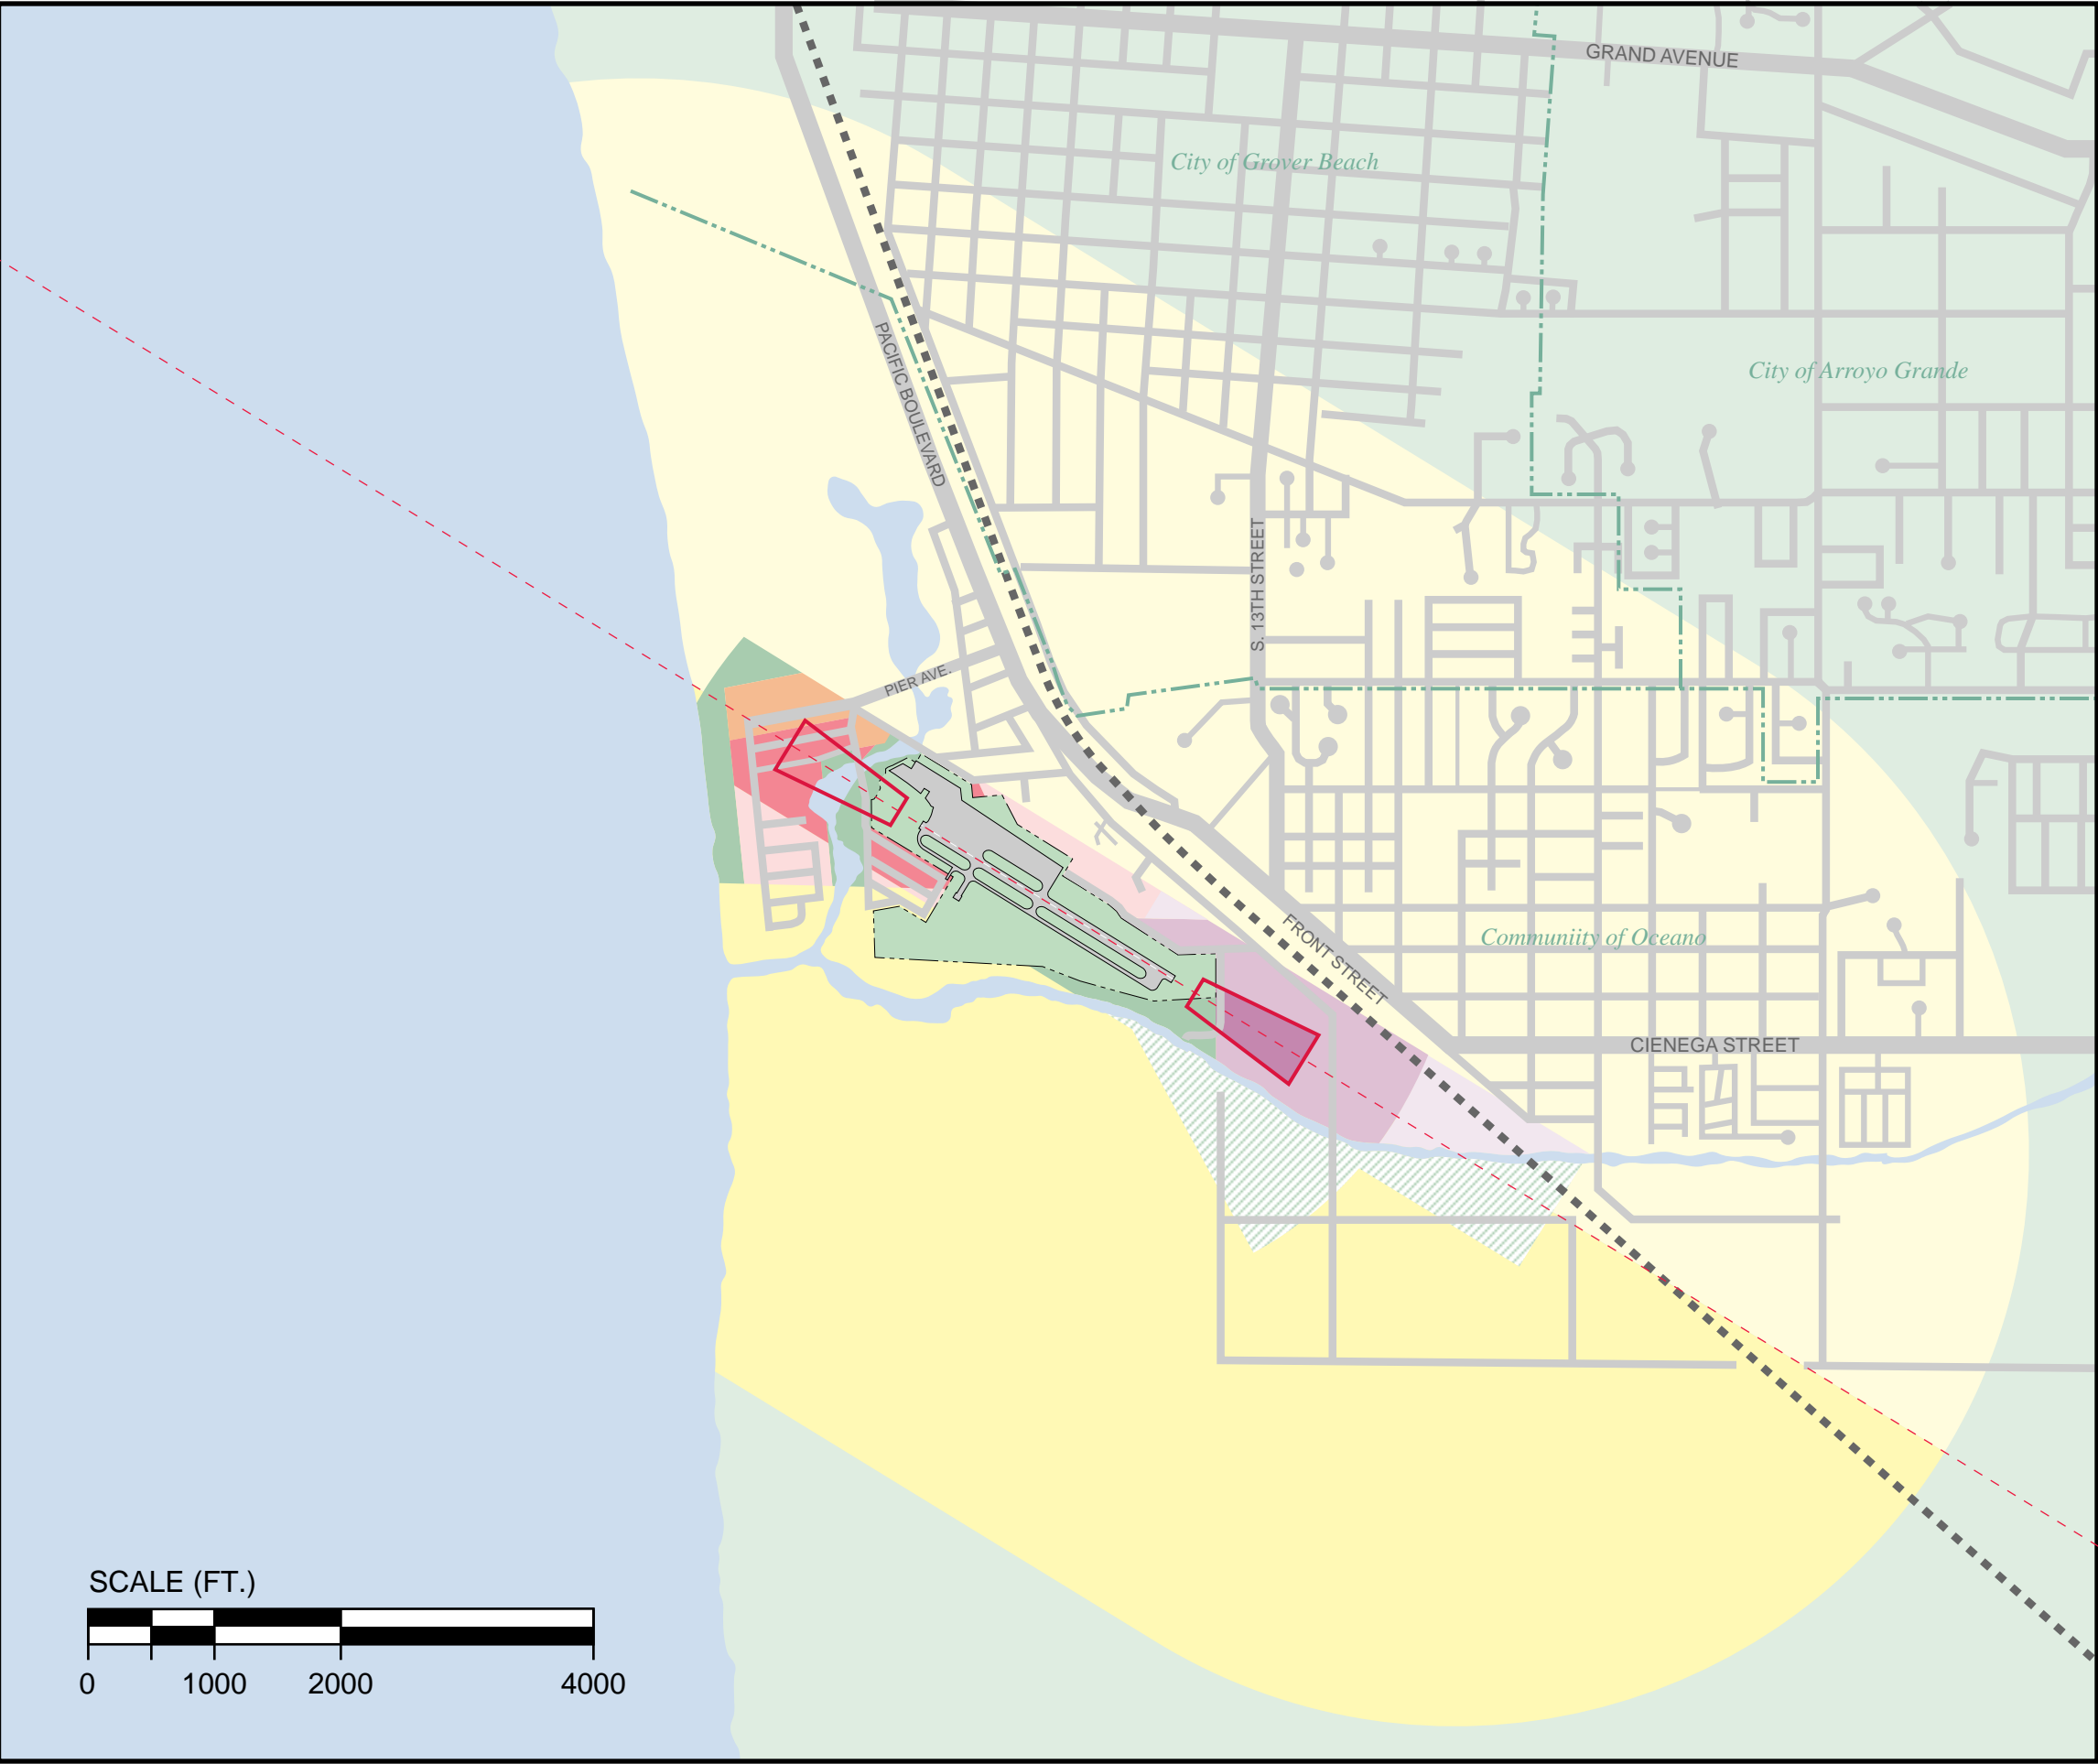 GRAND AVENUE
City of Grover Beach
City of Arroyo Grande
PACIFIC BOULEVARD
S. 13TH STREET
PIER AVE.
FRONT STREET
Communiity of Oceano
CIENEGA STREET
SCALE (FT.)
0 1000 2000 4000